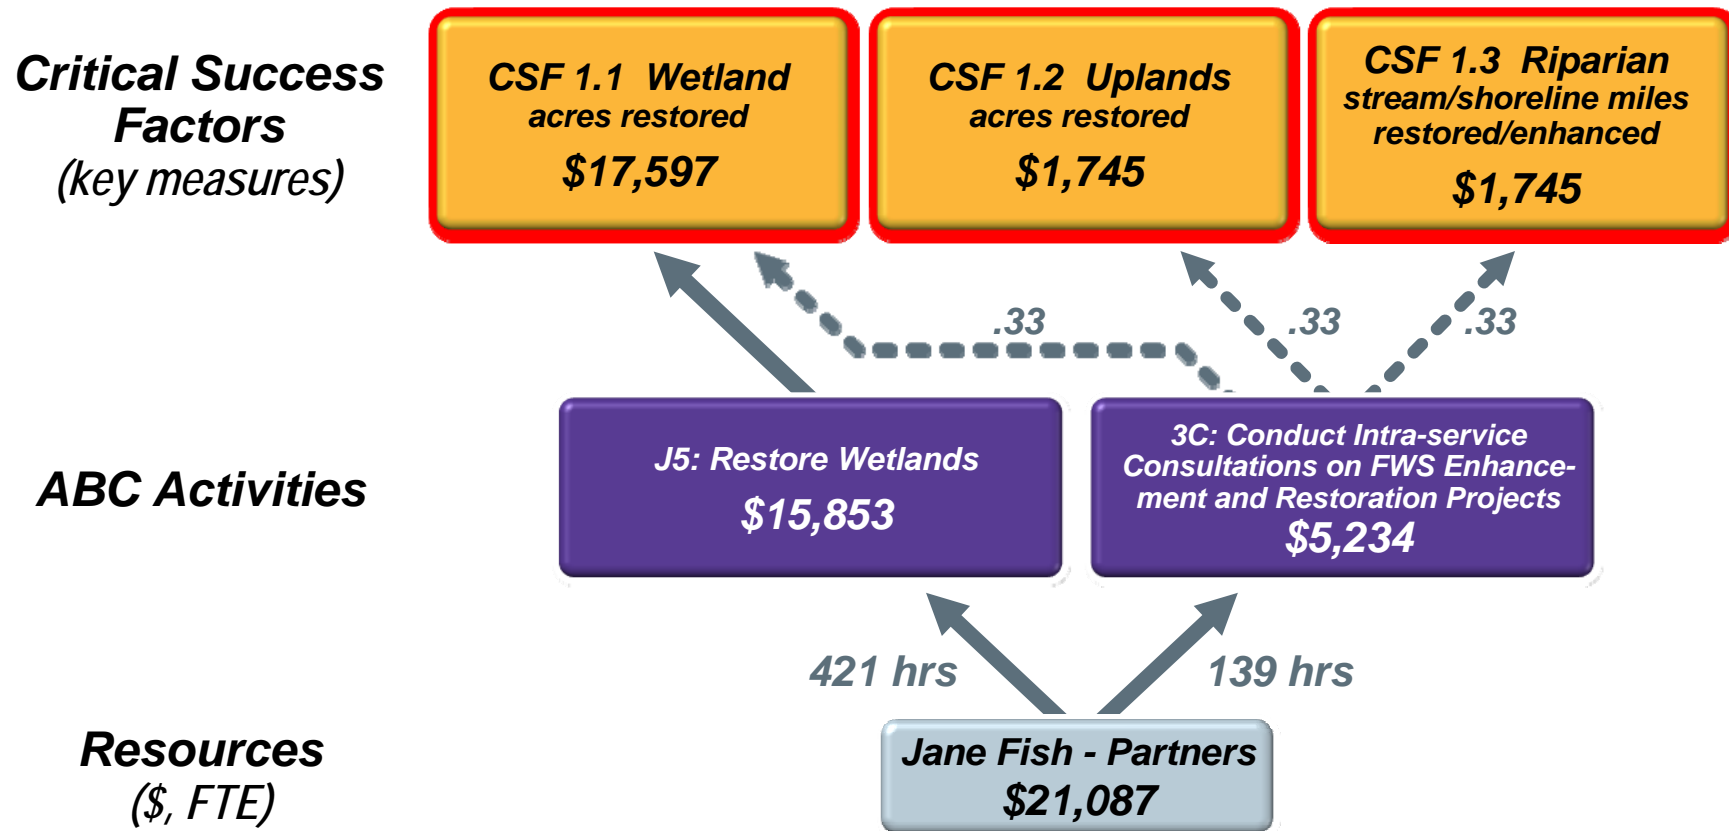 Critical Success
Factors
(key measures)
CSF 1.1 Wetland
acres restored
$17,597
CSF 1.2 Uplands
acres restored
$1,745
CSF 1.3 Riparian
stream/shoreline miles
restored/enhanced
$1,745
.33
.33
.33
ABC Activities
J5: Restore Wetlands
$15,853
3C: Conduct Intra-service
Consultations on FWS Enhance-
ment and Restoration Projects
$5,234
421 hrs
139 hrs
Resources
($, FTE)
Jane Fish - Partners
$21,087